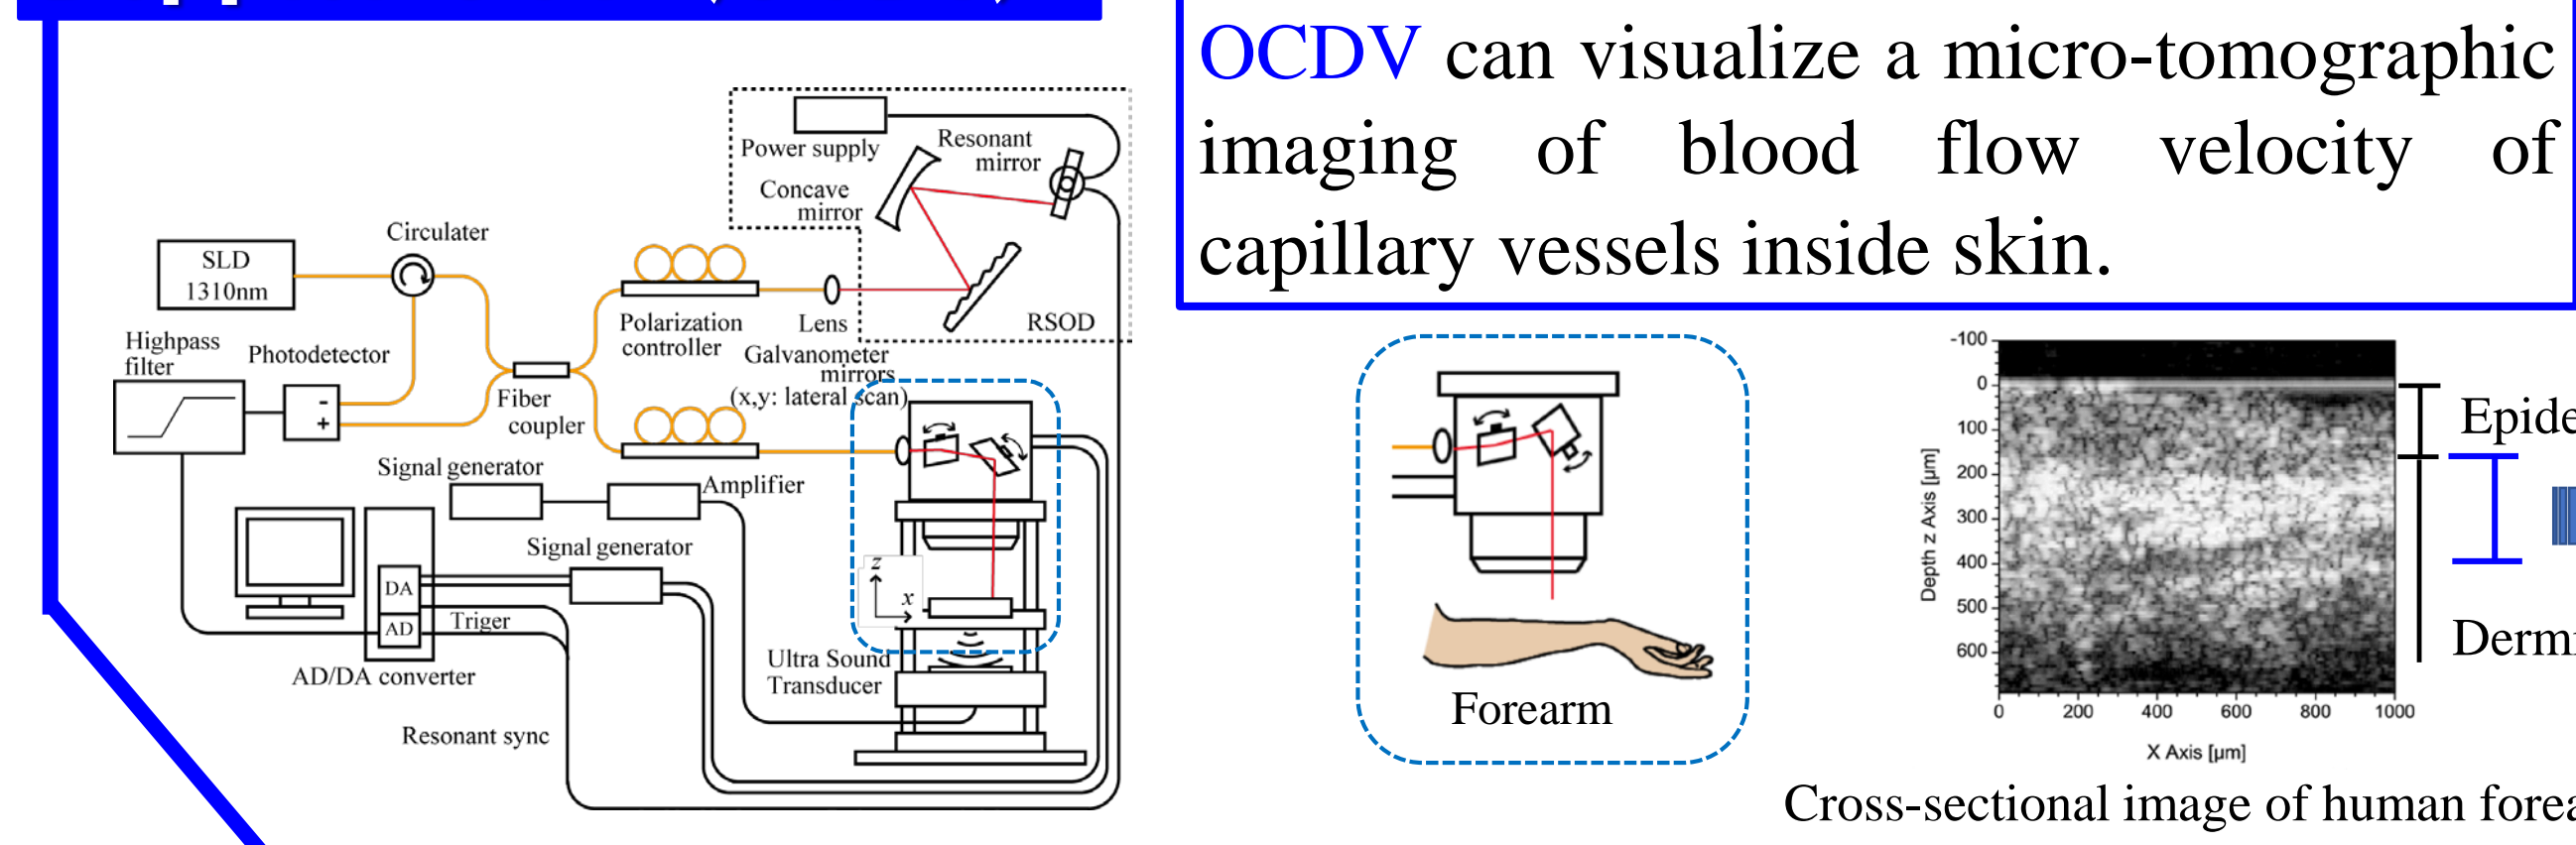 OCDV can visualize a micro-tomographic
imaging of blood flow velocity of
capillary vessels inside skin.
Power supply
Resonant
mirror
Concave
mirror
Circulater
SLD
1310nm
Polarization
controller
Lens
RSOD
Highpass
filter
Photodetector
-
+
Fiber
coupler
Galvanometer
mirrors
(x,y: lateral scan)
Signal generator
Amplifier
Signal generator
DA
AD
Triger
AD/DA converter
z
x
Ultra Sound
Transducer
Resonant sync
Forearm
-100
0
100
200
300
400
500
600
Depth z Axis [µm]
0 200 400 600 800 1000
X Axis [µm]
Epide
Dermi
Cross-sectional image of human forea